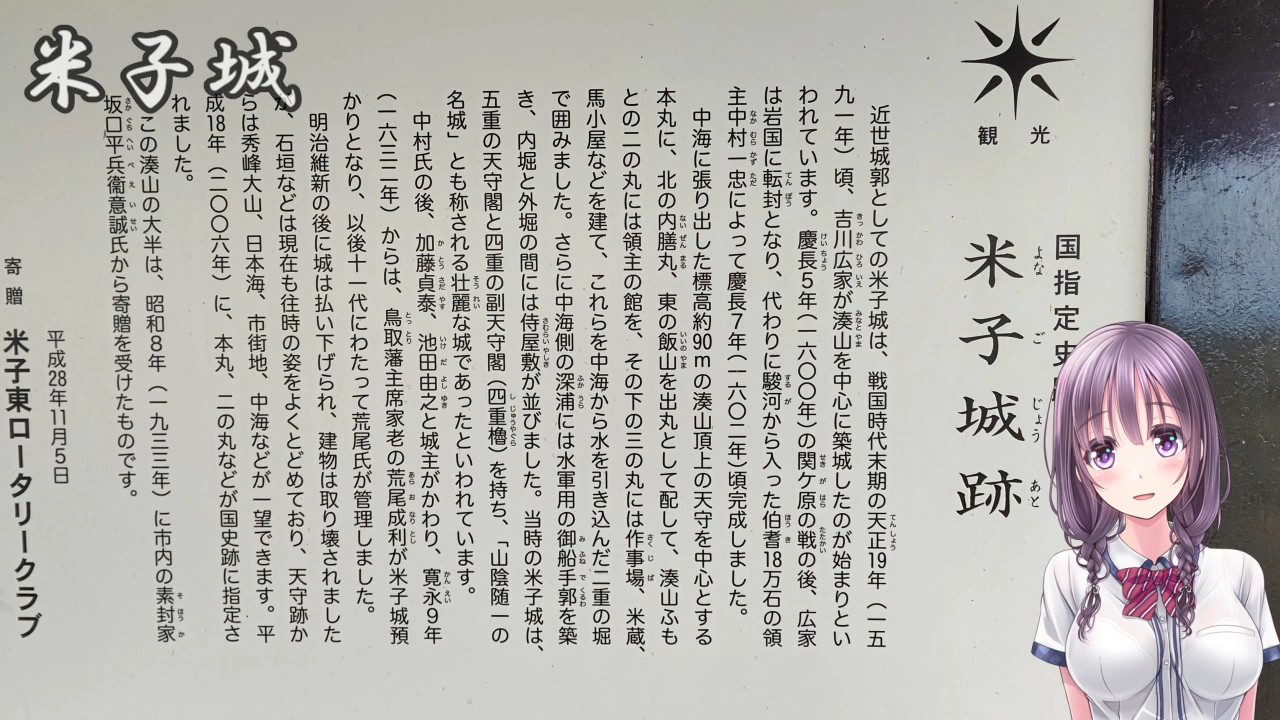 米子城
観光
国指定史
米子城跡
よなごじょうあと
近世城郭としての米子城は、戦国時代末期の天正19年（一五
九一年）頃、吉川広家が湊山を中心に築城したのが始まりとい
われています。慶長5年（一六〇〇年）の関ケ原の戦の後、広家
は岩国に転封となり、代わりに駿河から入った伯耆18万石の領
主中村一忠によって慶長7年（一六〇二年）頃完成しました。
中海に張り出した標高約90mの湊山頂上の天守を中心とする
本丸に、北の内膳丸、東の飯山を出丸として配して、湊山ふも
との二の丸には領主の館を、その下の三の丸には作事場、米蔵、
馬小屋などを建て、これらを中海から水を引き込んだ二重の堀
で囲みました。さらに中海側の深浦には水軍用の御船手郭を築
き、内堀と外堀の間には侍屋敷が並びました。当時の米子城は、
五重の天守閣と四重の副天守閣（四重櫓）を持ち、「山陰随一の
名城」とも称される壮麗な城であったといわれています。
中村氏の後、加藤貞泰、池田由之と城主がかわり、寛永9年
（一六三二年）からは、鳥取藩主席家老の荒尾成利が米子城預
かりとなり、以後十一代にわたって荒尾氏が管理しました。
明治維新の後に城は払い下げられ、建物は取り壊されました
が、石垣などは現在も往時の姿をよくとどめており、天守跡か
らは秀峰大山、日本海、市街地、中海などが一望できます。平
成18年（二〇〇六年）に、本丸、二の丸などが国史跡に指定さ
れました。
この湊山の大半は、昭和8年（一九三三年）に市内の素封家
坂口平兵衞意誠氏から寄贈を受けたものです。
平成28年11月5日
寄贈 米子東ロータリークラブ